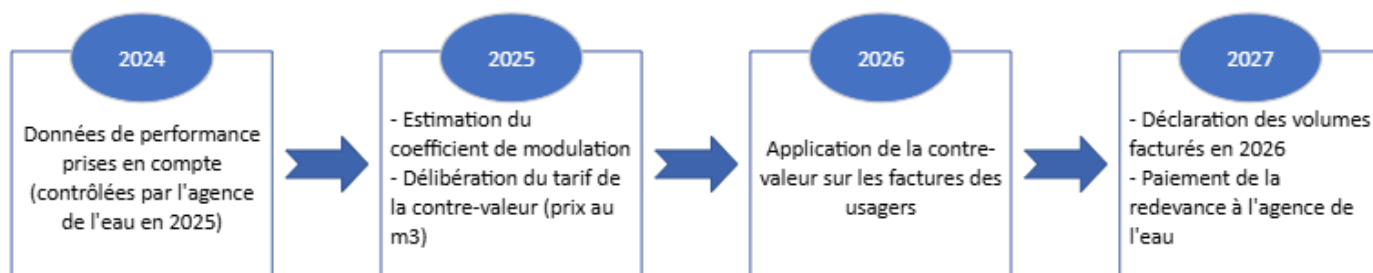 2024
Données de performance
prises en compte
(contrôlées par l'agence
de l'eau en 2025)
2025
- Estimation du
coefficient de modulation
- Délibération du tarif de
la contre-valeur (prix au
m3)
2026
Application de la contre-
valeur sur les factures des
usagers
2027
- Déclaration des volumes
facturés en 2026
- Paiement de la
redevance à l'agence de
l'eau